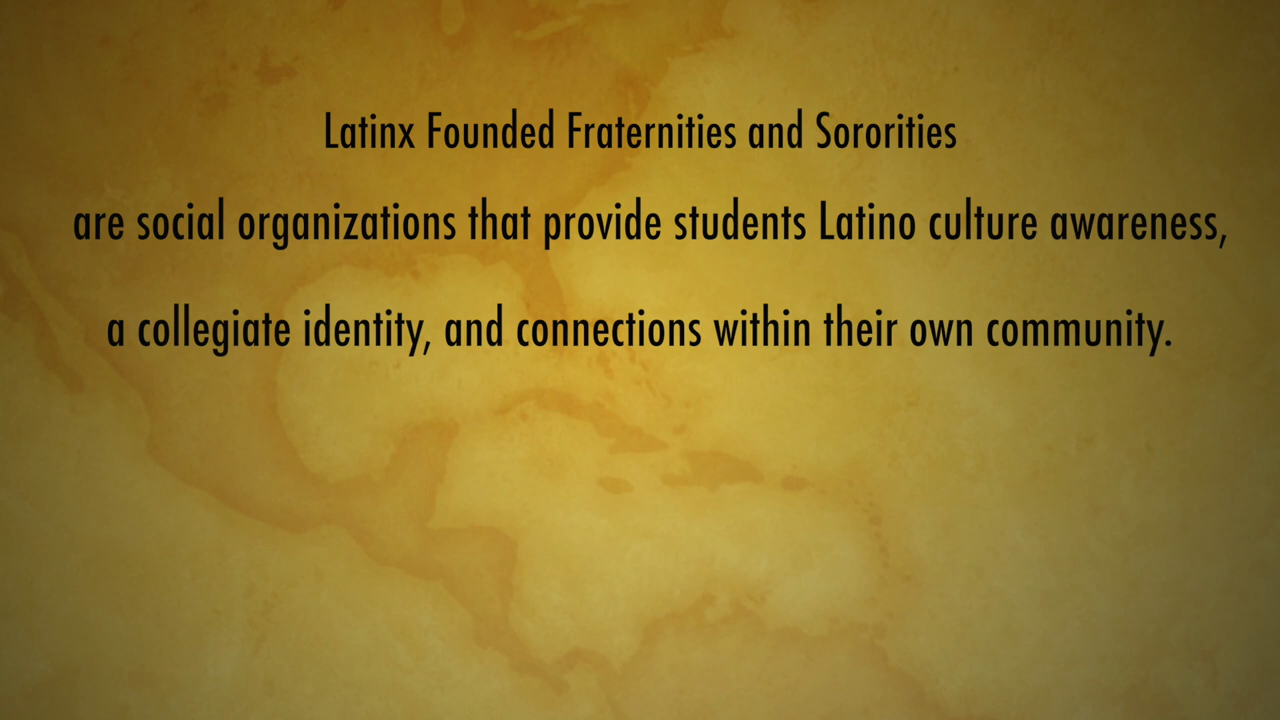 Latinx Founded Fraternities and Sororities
are social organizations that provide students Latino culture awareness,
a collegiate identity, and connections within their own community.